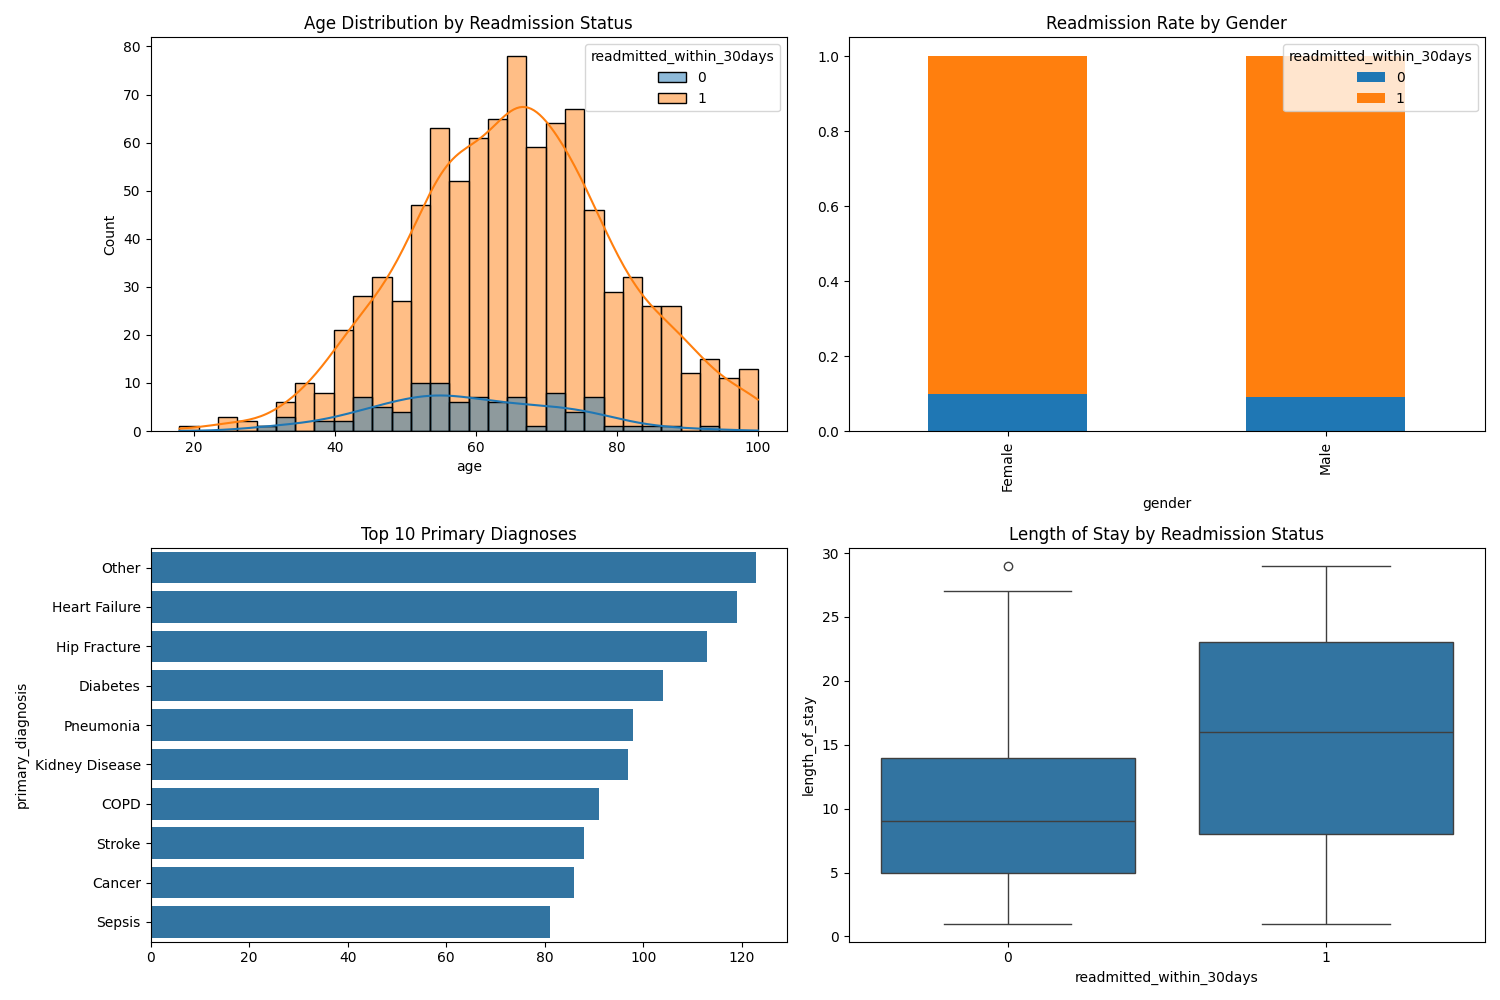 Age Distribution by Readmission Status
80
70
60
50
40
30
20
10
0
Count
readmitted_within_30days
0
1
20 40 60 80 100
age
Readmission Rate by Gender
1.0
0.8
0.6
0.4
0.2
0.0
readmitted_within_30days
0
1
Female Male
gender
Top 10 Primary Diagnoses
primary_diagnosis
Other
Heart Failure
Hip Fracture
Diabetes
Pneumonia
Kidney Disease
COPD
Stroke
Cancer
Sepsis
0 20 40 60 80 100 120
Length of Stay by Readmission Status
30
25
20
15
10
5
0
length_of_stay
0 1
readmitted_within_30days